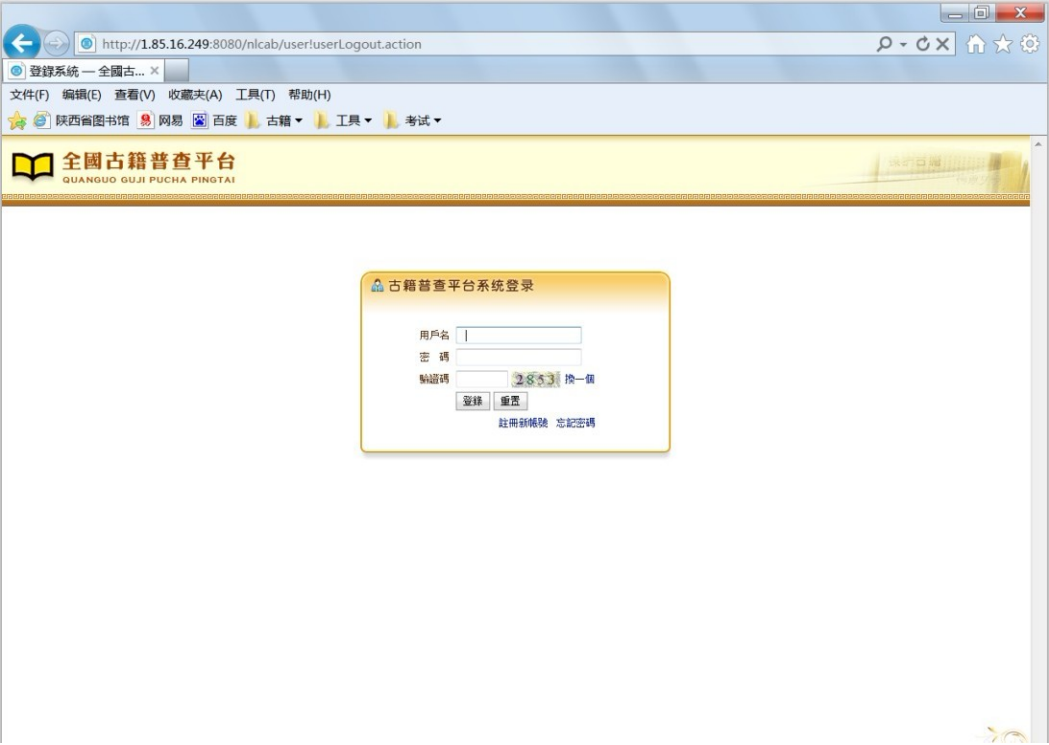 http://1.85.16.249:8080/nlcab/user!userLogout.action
登錄系統 — 全國古...
文件(F) 编辑(E) 查看(V) 收藏夹(A) 工具(T) 帮助(H)
陕西省图书馆 易 网易 百度 古籍 工具 考试
全國古籍普查平台
QUANGUO GUJI PUCHA PINGTAI
古籍普查平台系统登录
用戶名
密 碼
驗證碼 2853 換一個
登錄 重置
註冊新帳號 忘記密碼